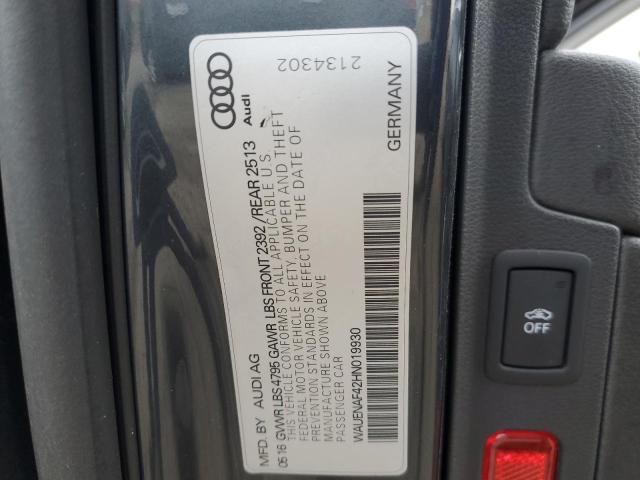 Audi
2134302
MFD. BY AUDI AG
05 16 GVWR LBS 4795 GAWR LBS FRONT 2392 / REAR 2513
THIS VEHICLE CONFORMS TO ALL APPLICABLE U.S.
FEDERAL MOTOR VEHICLE SAFETY, BUMPER AND THEFT
PREVENTION STANDARDS IN EFFECT ON THE DATE OF
MANUFACTURE SHOWN ABOVE
PASSENGER CAR
WAUENAF42HN019930
GERMANY
OFF